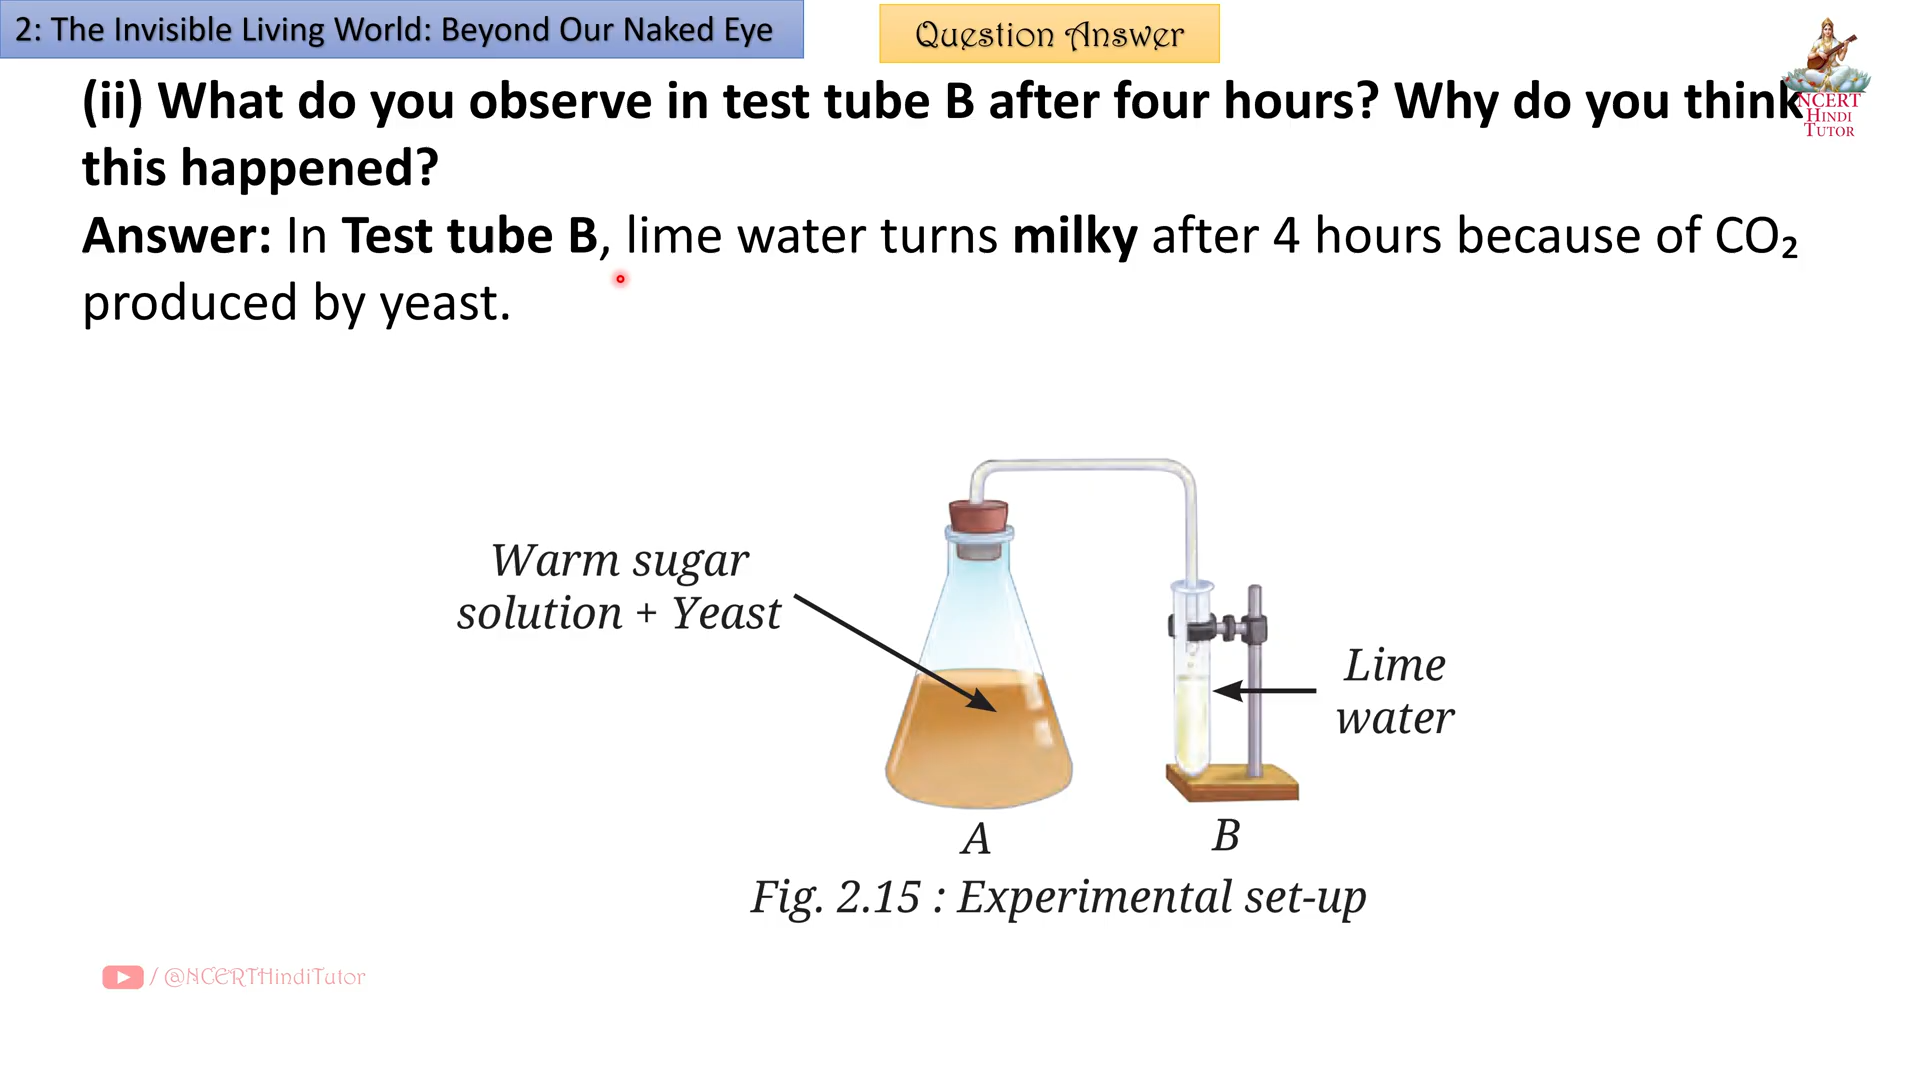 2: The Invisible Living World: Beyond Our Naked Eye
Question Answer
NCERT
HINDI
TUTOR
(ii) What do you observe in test tube B after four hours? Why do you think
this happened?
Answer: In Test tube B, lime water turns milky after 4 hours because of CO₂
produced by yeast.
Warm sugar
solution + Yeast
Lime
water
A
B
Fig. 2.15 : Experimental set-up
/ @NCERTHindiTutor